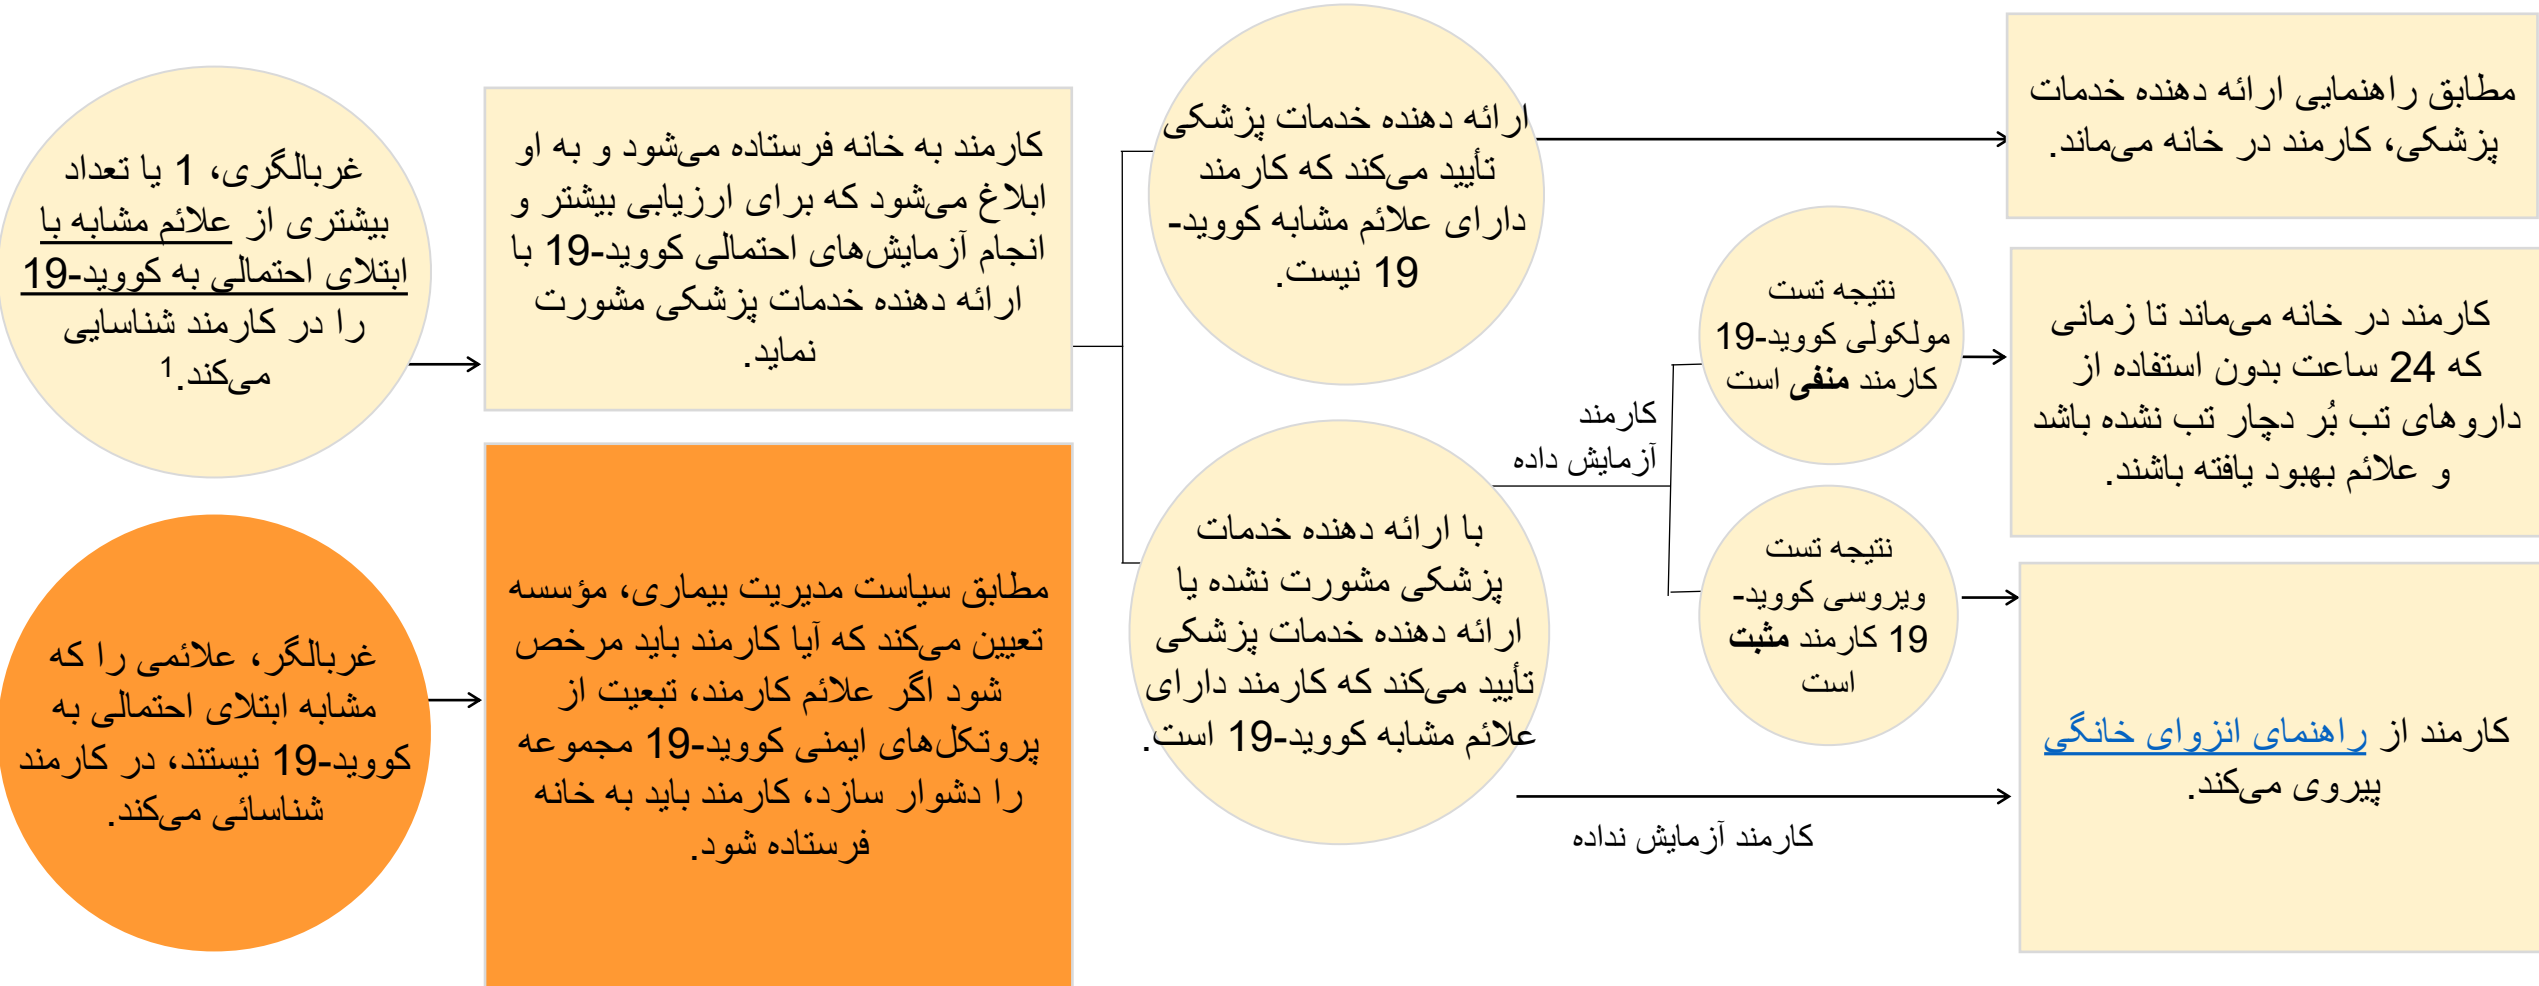 غربالگری، 1 یا تعداد
بیشتری از علائم مشابه با
ابتلای احتمالی به کووید-19
را در کارمند شناسایی
می‌کند.1
کارمند به خانه فرستاده می‌شود و به او
ابلاغ می‌شود که برای ارزیابی بیشتر و
انجام آزمایش‌های احتمالی کووید-19 با
ارائه دهنده خدمات پزشکی مشورت
نماید.
ارائه دهنده خدمات پزشکی
تأیید می‌کند که کارمند
دارای علائم مشابه کووید-
19 نیست.
مطابق راهنمایی ارائه دهنده خدمات
پزشکی، کارمند در خانه می‌ماند.
با ارائه دهنده خدمات
پزشکی مشورت نشده یا
ارائه دهنده خدمات پزشکی
تأیید می‌کند که کارمند دارای
علائم مشابه کووید-19 است.
کارمند
آزمایش داده
نتیجه تست
مولکولی کووید-19
کارمند منفی است
کارمند در خانه می‌ماند تا زمانی
که 24 ساعت بدون استفاده از
داروهای تب بُر دچار تب نشده باشد
و علائم بهبود یافته باشند.
نتیجه تست
ویروسی کووید-
19 کارمند مثبت
است
کارمند از راهنمای انزوای خانگی
پیروی می‌کند.
کارمند آزمایش نداده
غربالگر، علائمی را که
مشابه ابتلای احتمالی به
کووید-19 نیستند، در کارمند
شناسائی می‌کند.
مطابق سیاست مدیریت بیماری، مؤسسه
تعیین می‌کند که آیا کارمند باید مرخص
شود اگر علائم کارمند، تبعیت از
پروتکل‌های ایمنی کووید-19 مجموعه
را دشوار سازد، کارمند باید به خانه
فرستاده شود.